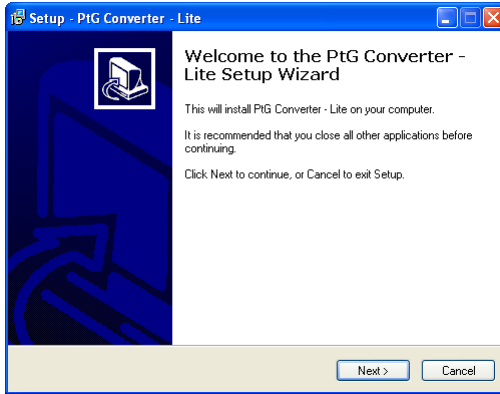 Setup - PtG Converter - Lite
Welcome to the PtG Converter -
Lite Setup Wizard
This will install PtG Converter - Lite on your computer.
It is recommended that you close all other applications before
continuing.
Click Next to continue, or Cancel to exit Setup.
Next >
Cancel